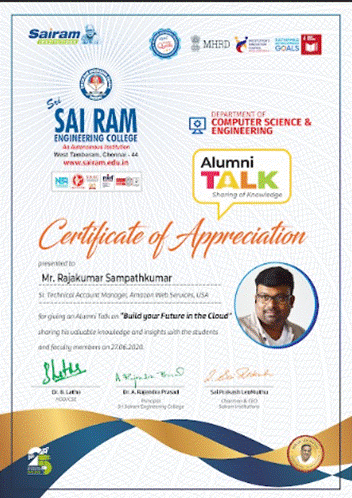 Sairam
INSTITUTIONS
MHRD
GOALS
Sri
SAI RAM
ENGINEERING COLLEGE
An Autonomous Institution
West Tambaram, Chennai - 44
www.sairam.edu.in
DEPARTMENT OF
COMPUTER SCIENCE &
ENGINEERING
Alumni
TALK
Sharing of Knowledge
Certificate of Appreciation
presented to
Mr. Rajakumar Sampathkumar
Sr. Technical Account Manager, Amazon Web Services, USA
for giving an Alumni Talk on "Build your Future in the Cloud"
sharing his valuable knowledge and insights with the students
and faculty members on 27.06.2020.
Dr. B. Latha
HOD/CSE
Dr. A. Rajendra Prasad
Principal
Sri Sairam Engineering College
Sai Prakash LeoMuthu
Chairman & CEO
Sairam Institutions
25